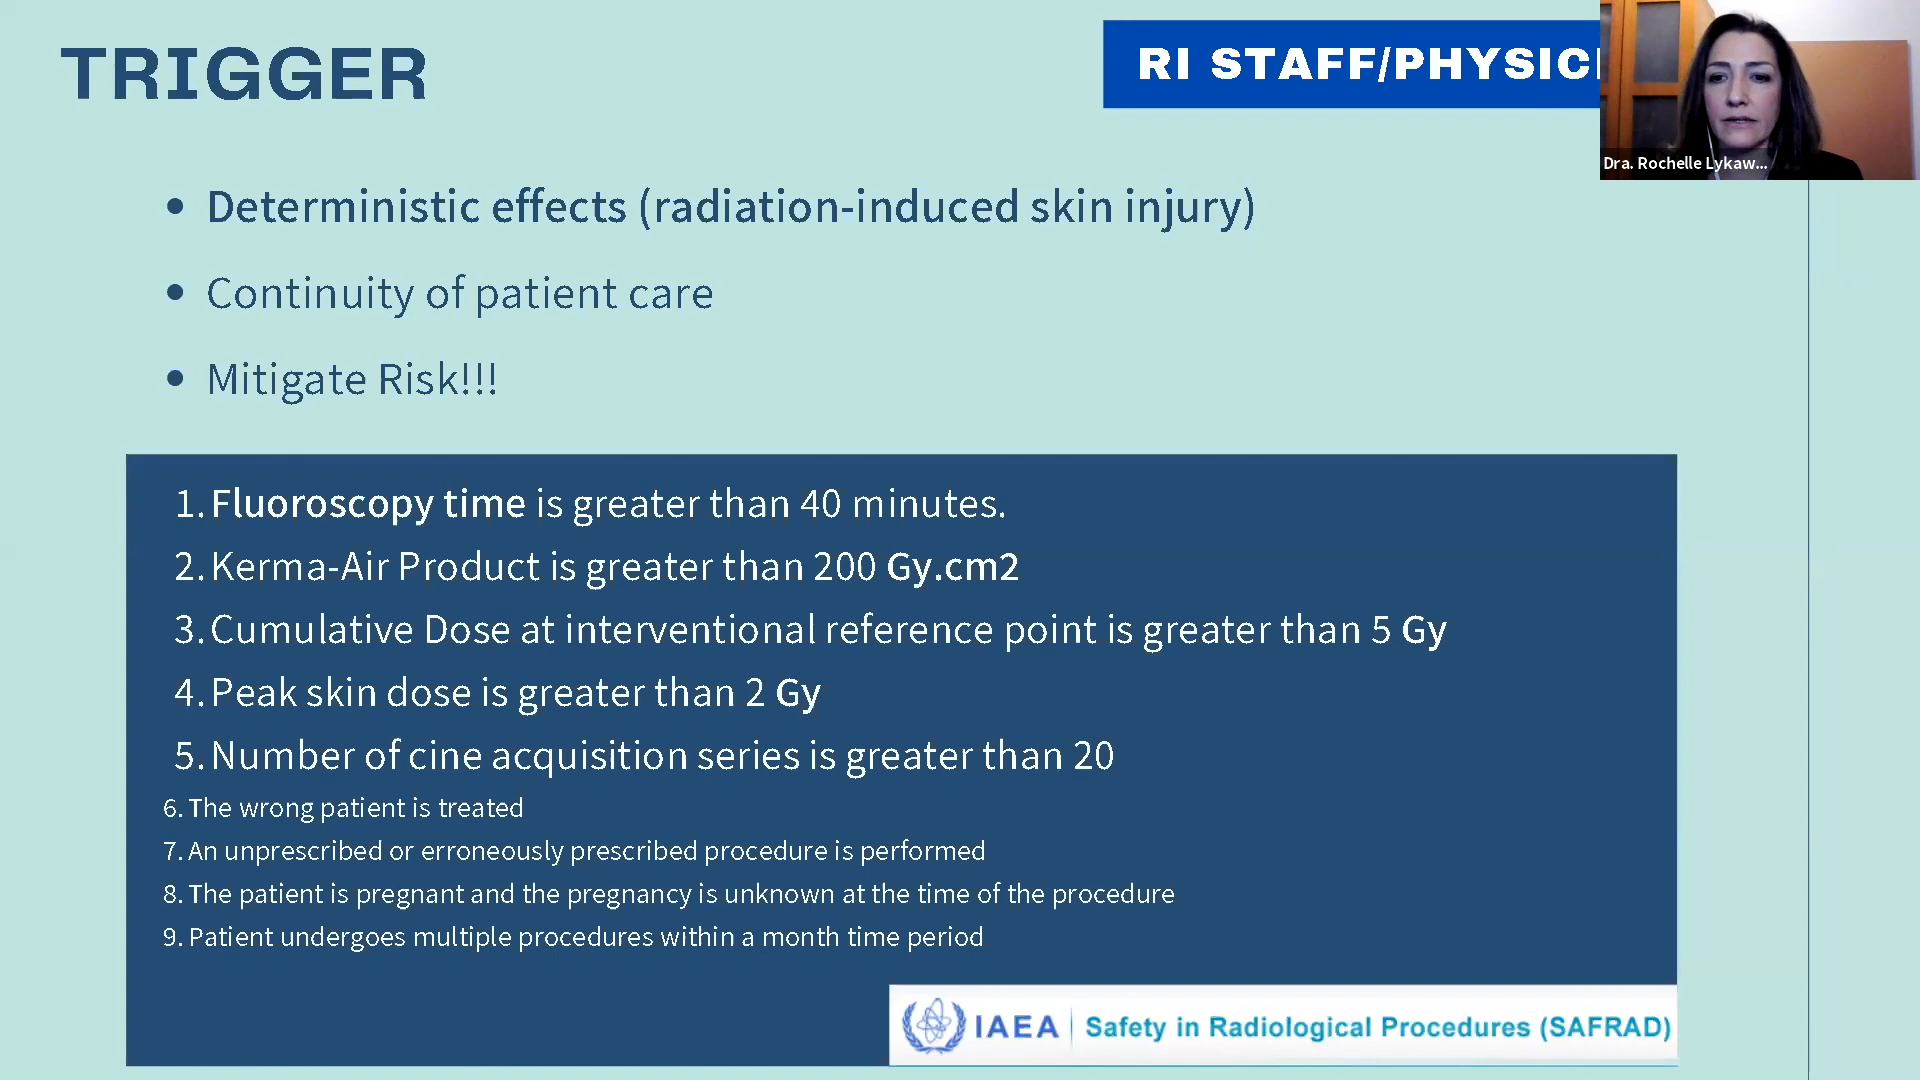 TRIGGER
RI STAFF/PHYSIC
Dra. Rochelle Lykaw...
• Deterministic effects (radiation-induced skin injury)
• Continuity of patient care
• Mitigate Risk!!!
1. Fluoroscopy time is greater than 40 minutes.
2. Kerma-Air Product is greater than 200 Gy.cm2
3. Cumulative Dose at interventional reference point is greater than 5 Gy
4. Peak skin dose is greater than 2 Gy
5. Number of cine acquisition series is greater than 20
6. The wrong patient is treated
7. An unprescribed or erroneously prescribed procedure is performed
8. The patient is pregnant and the pregnancy is unknown at the time of the procedure
9. Patient undergoes multiple procedures within a month time period
IAEA Safety in Radiological Procedures (SAFRAD)